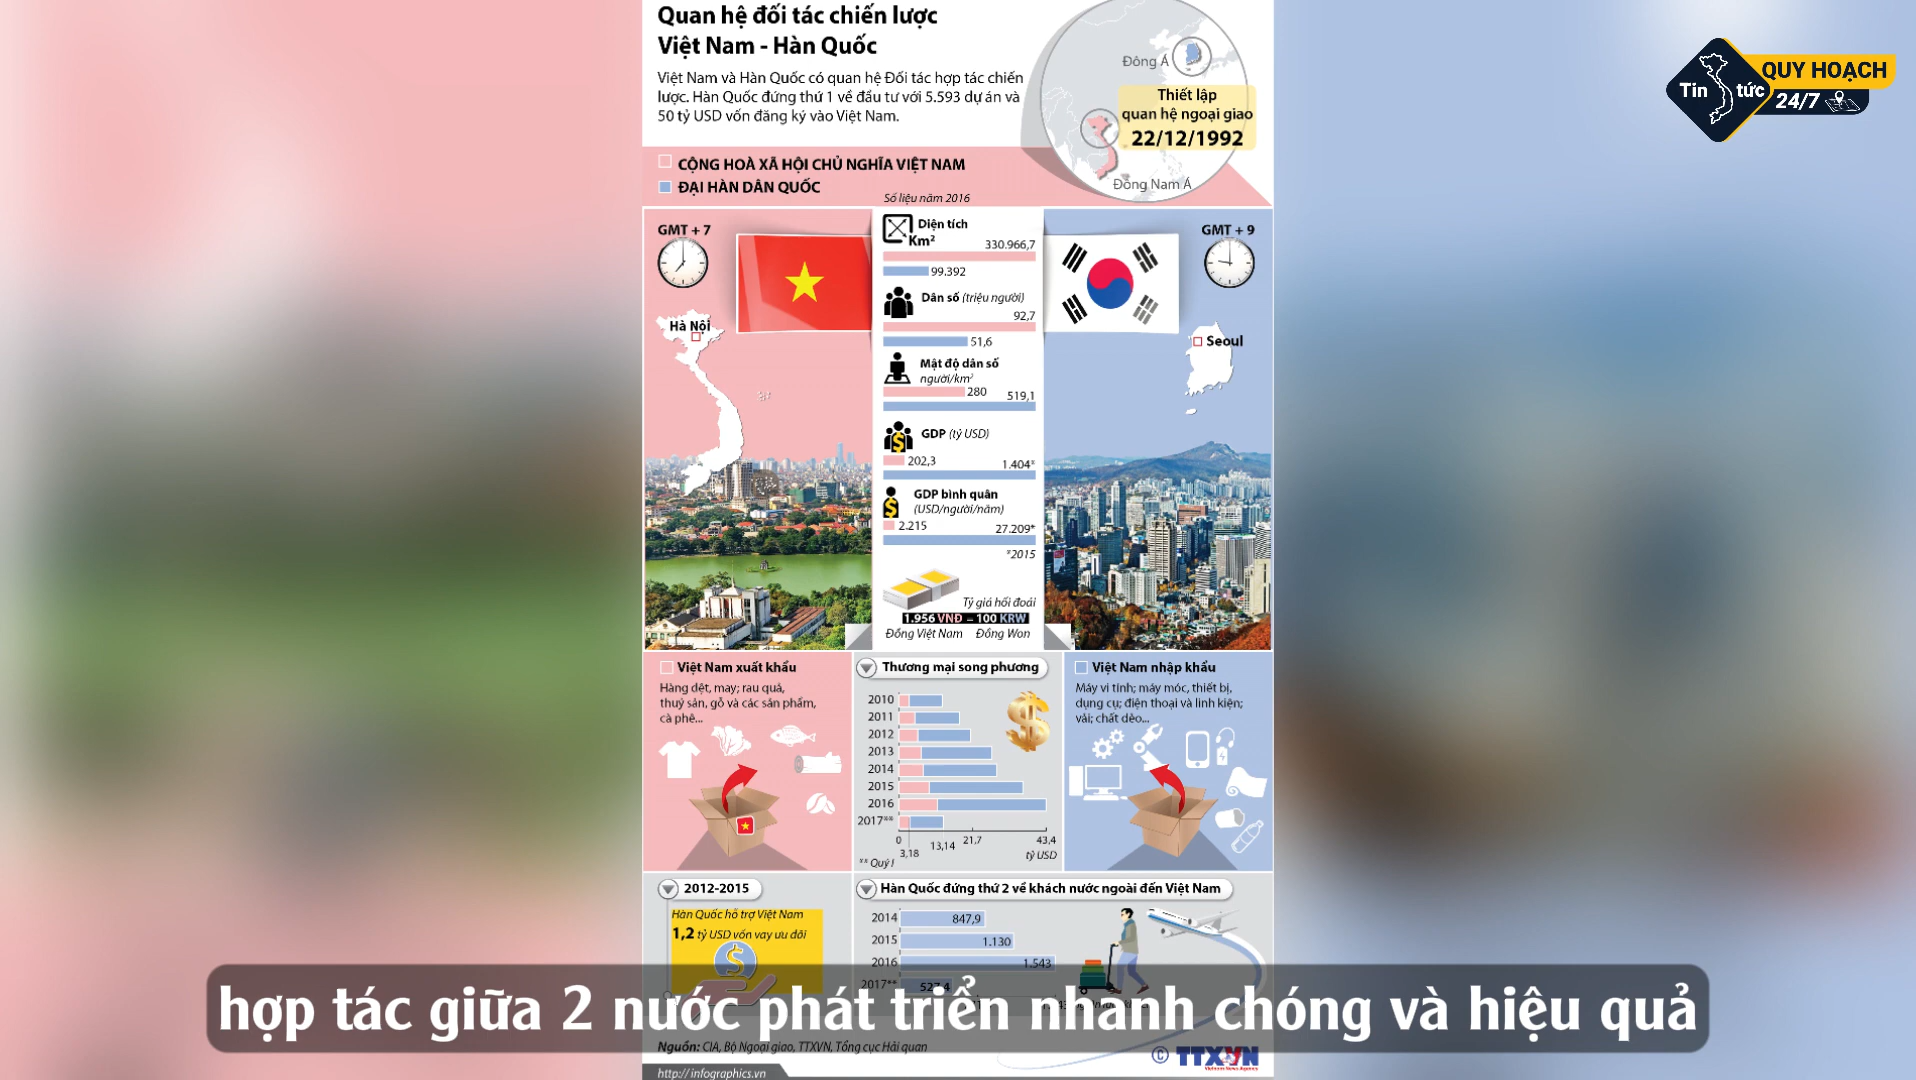 Quan hệ đối tác chiến lược
Việt Nam - Hàn Quốc
Việt Nam và Hàn Quốc có quan hệ Đối tác hợp tác chiến
lược. Hàn Quốc đứng thứ 1 về đầu tư với 5.593 dự án và
50 tỷ USD vốn đăng ký vào Việt Nam.
Đông Á
Thiết lập
quan hệ ngoại giao
22/12/1992
Đông Nam Á
Tin tức
QUY HOẠCH
24/7
CỘNG HOÀ XÃ HỘI CHỦ NGHĨA VIỆT NAM
ĐẠI HÀN DÂN QUỐC
Số liệu năm 2016
GMT + 7
GMT + 9
Hà Nội
Seoul
Diện tích
Km²
330.966,7
99.392
Dân số (triệu người)
92,7
51,6
Mật độ dân số
người/km²
280
519,1
GDP (tỷ USD)
202,3
1.404*
GDP bình quân
(USD/người/năm)
2.215
27.209*
*2015
Tỷ giá hối đoái
1.956 VNĐ = 100 KRW
Đồng Việt Nam Đồng Won
Việt Nam xuất khẩu
Hàng dệt, may; rau quả,
thuỷ sản, gỗ và các sản phẩm,
cà phê...
Thương mại song phương
2010
2011
2012
2013
2014
2015
2016
2017**
0
3,18
13,14
21,7
43,4
tỷ USD
** Quý I
Việt Nam nhập khẩu
Máy vi tính; máy móc, thiết bị,
dụng cụ; điện thoại và linh kiện;
vải; chất dẻo...
2012-2015
Hàn Quốc hỗ trợ Việt Nam
1,2 tỷ USD vốn vay ưu đãi
Hàn Quốc đứng thứ 2 về khách nước ngoài đến Việt Nam
2014 847,9
2015 1.130
2016 1.543
2017** 527,4
hợp tác giữa 2 nước phát triển nhanh chóng và hiệu quả
Nguồn: CIA, Bộ Ngoại giao, TTXVN, Tổng cục Hải quan
© TTXVN
Vietnam News Agency
http://infographics.vn